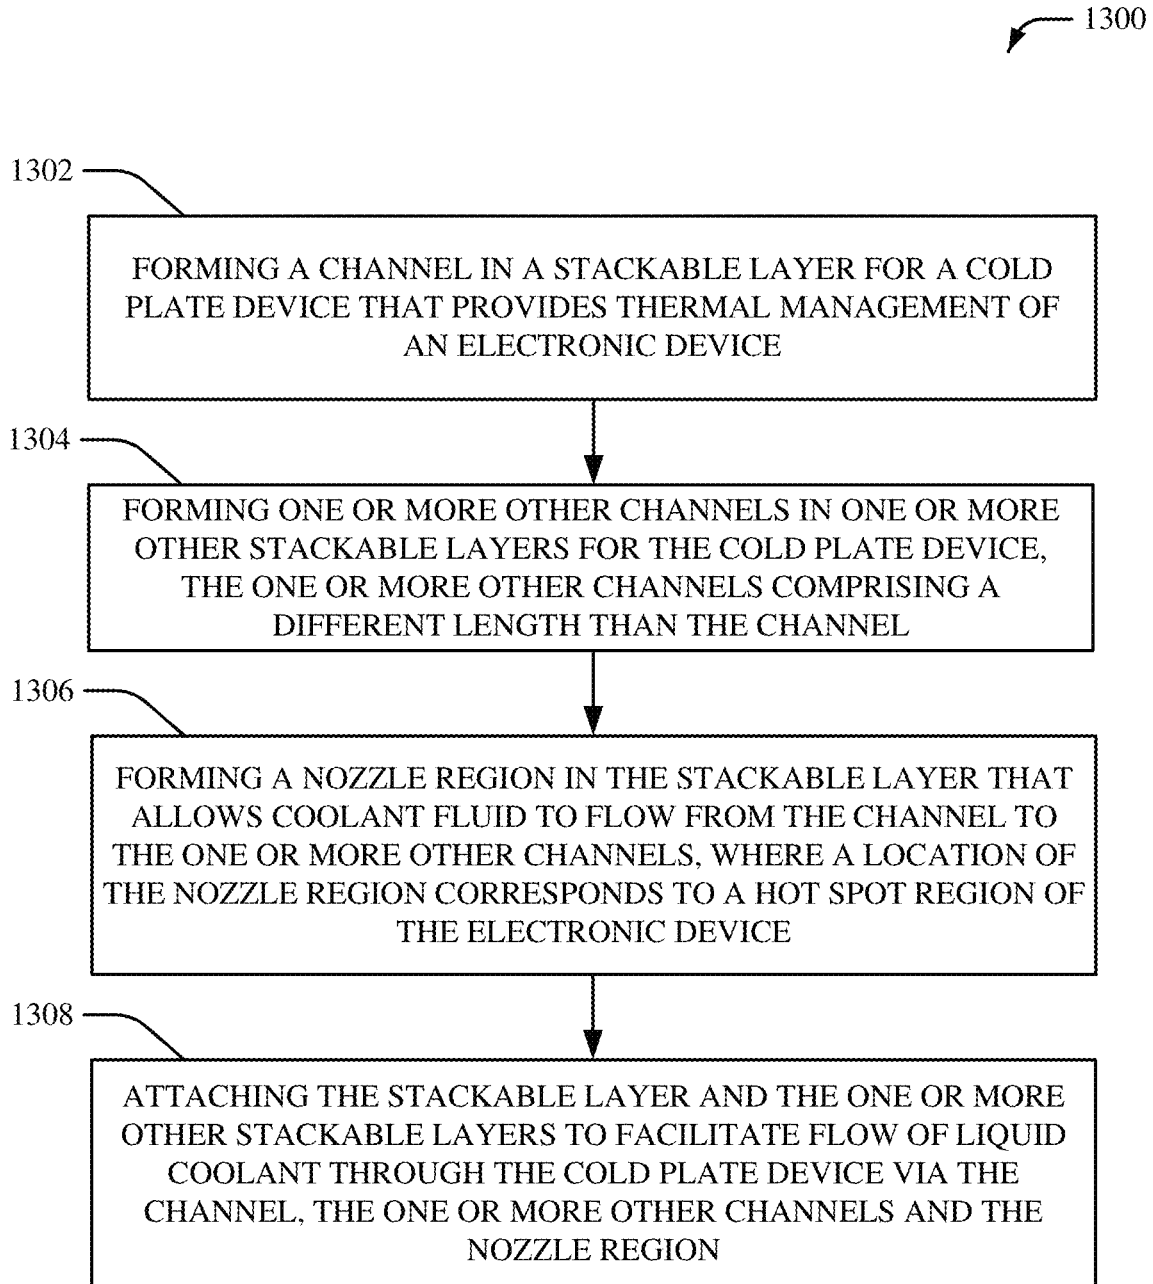 1300
1302
FORMING A CHANNEL IN A STACKABLE LAYER FOR A COLD
PLATE DEVICE THAT PROVIDES THERMAL MANAGEMENT OF
AN ELECTRONIC DEVICE
1304
FORMING ONE OR MORE OTHER CHANNELS IN ONE OR MORE
OTHER STACKABLE LAYERS FOR THE COLD PLATE DEVICE,
THE ONE OR MORE OTHER CHANNELS COMPRISING A
DIFFERENT LENGTH THAN THE CHANNEL
1306
FORMING A NOZZLE REGION IN THE STACKABLE LAYER THAT
ALLOWS COOLANT FLUID TO FLOW FROM THE CHANNEL TO
THE ONE OR MORE OTHER CHANNELS, WHERE A LOCATION OF
THE NOZZLE REGION CORRESPONDS TO A HOT SPOT REGION OF
THE ELECTRONIC DEVICE
1308
ATTACHING THE STACKABLE LAYER AND THE ONE OR MORE
OTHER STACKABLE LAYERS TO FACILITATE FLOW OF LIQUID
COOLANT THROUGH THE COLD PLATE DEVICE VIA THE
CHANNEL, THE ONE OR MORE OTHER CHANNELS AND THE
NOZZLE REGION